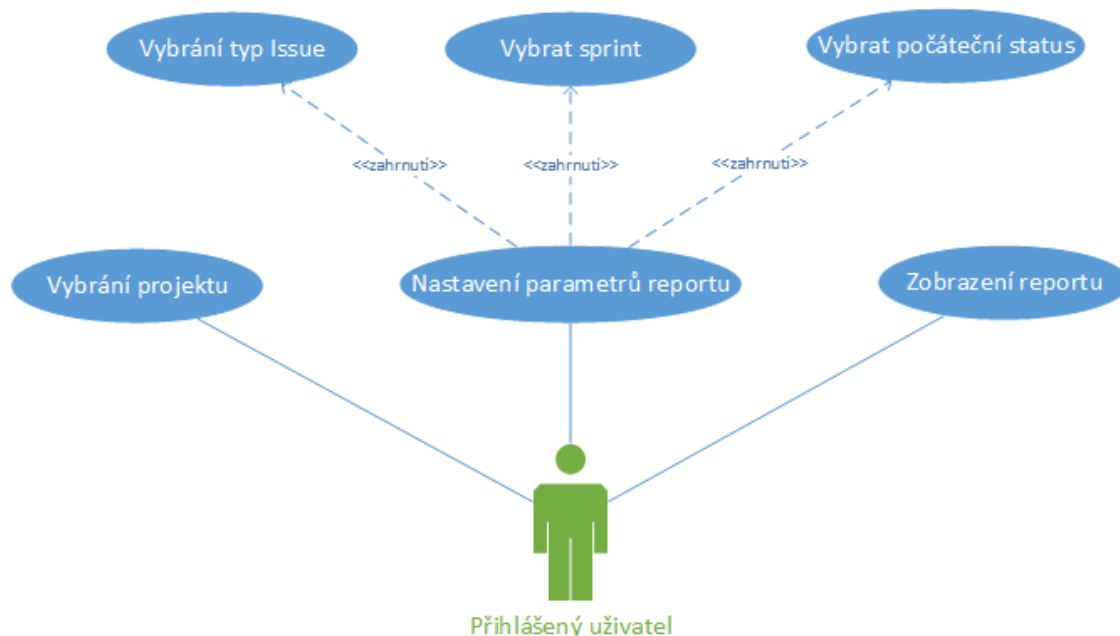 Vybrání typ Issue
Vybrat sprint
Vybrat počáteční status
<<zahrnutí>>
<<zahrnutí>>
<<zahrnutí>>
Vybrání projektu
Nastavení parametrů reportu
Zobrazení reportu
Přihlášený uživatel